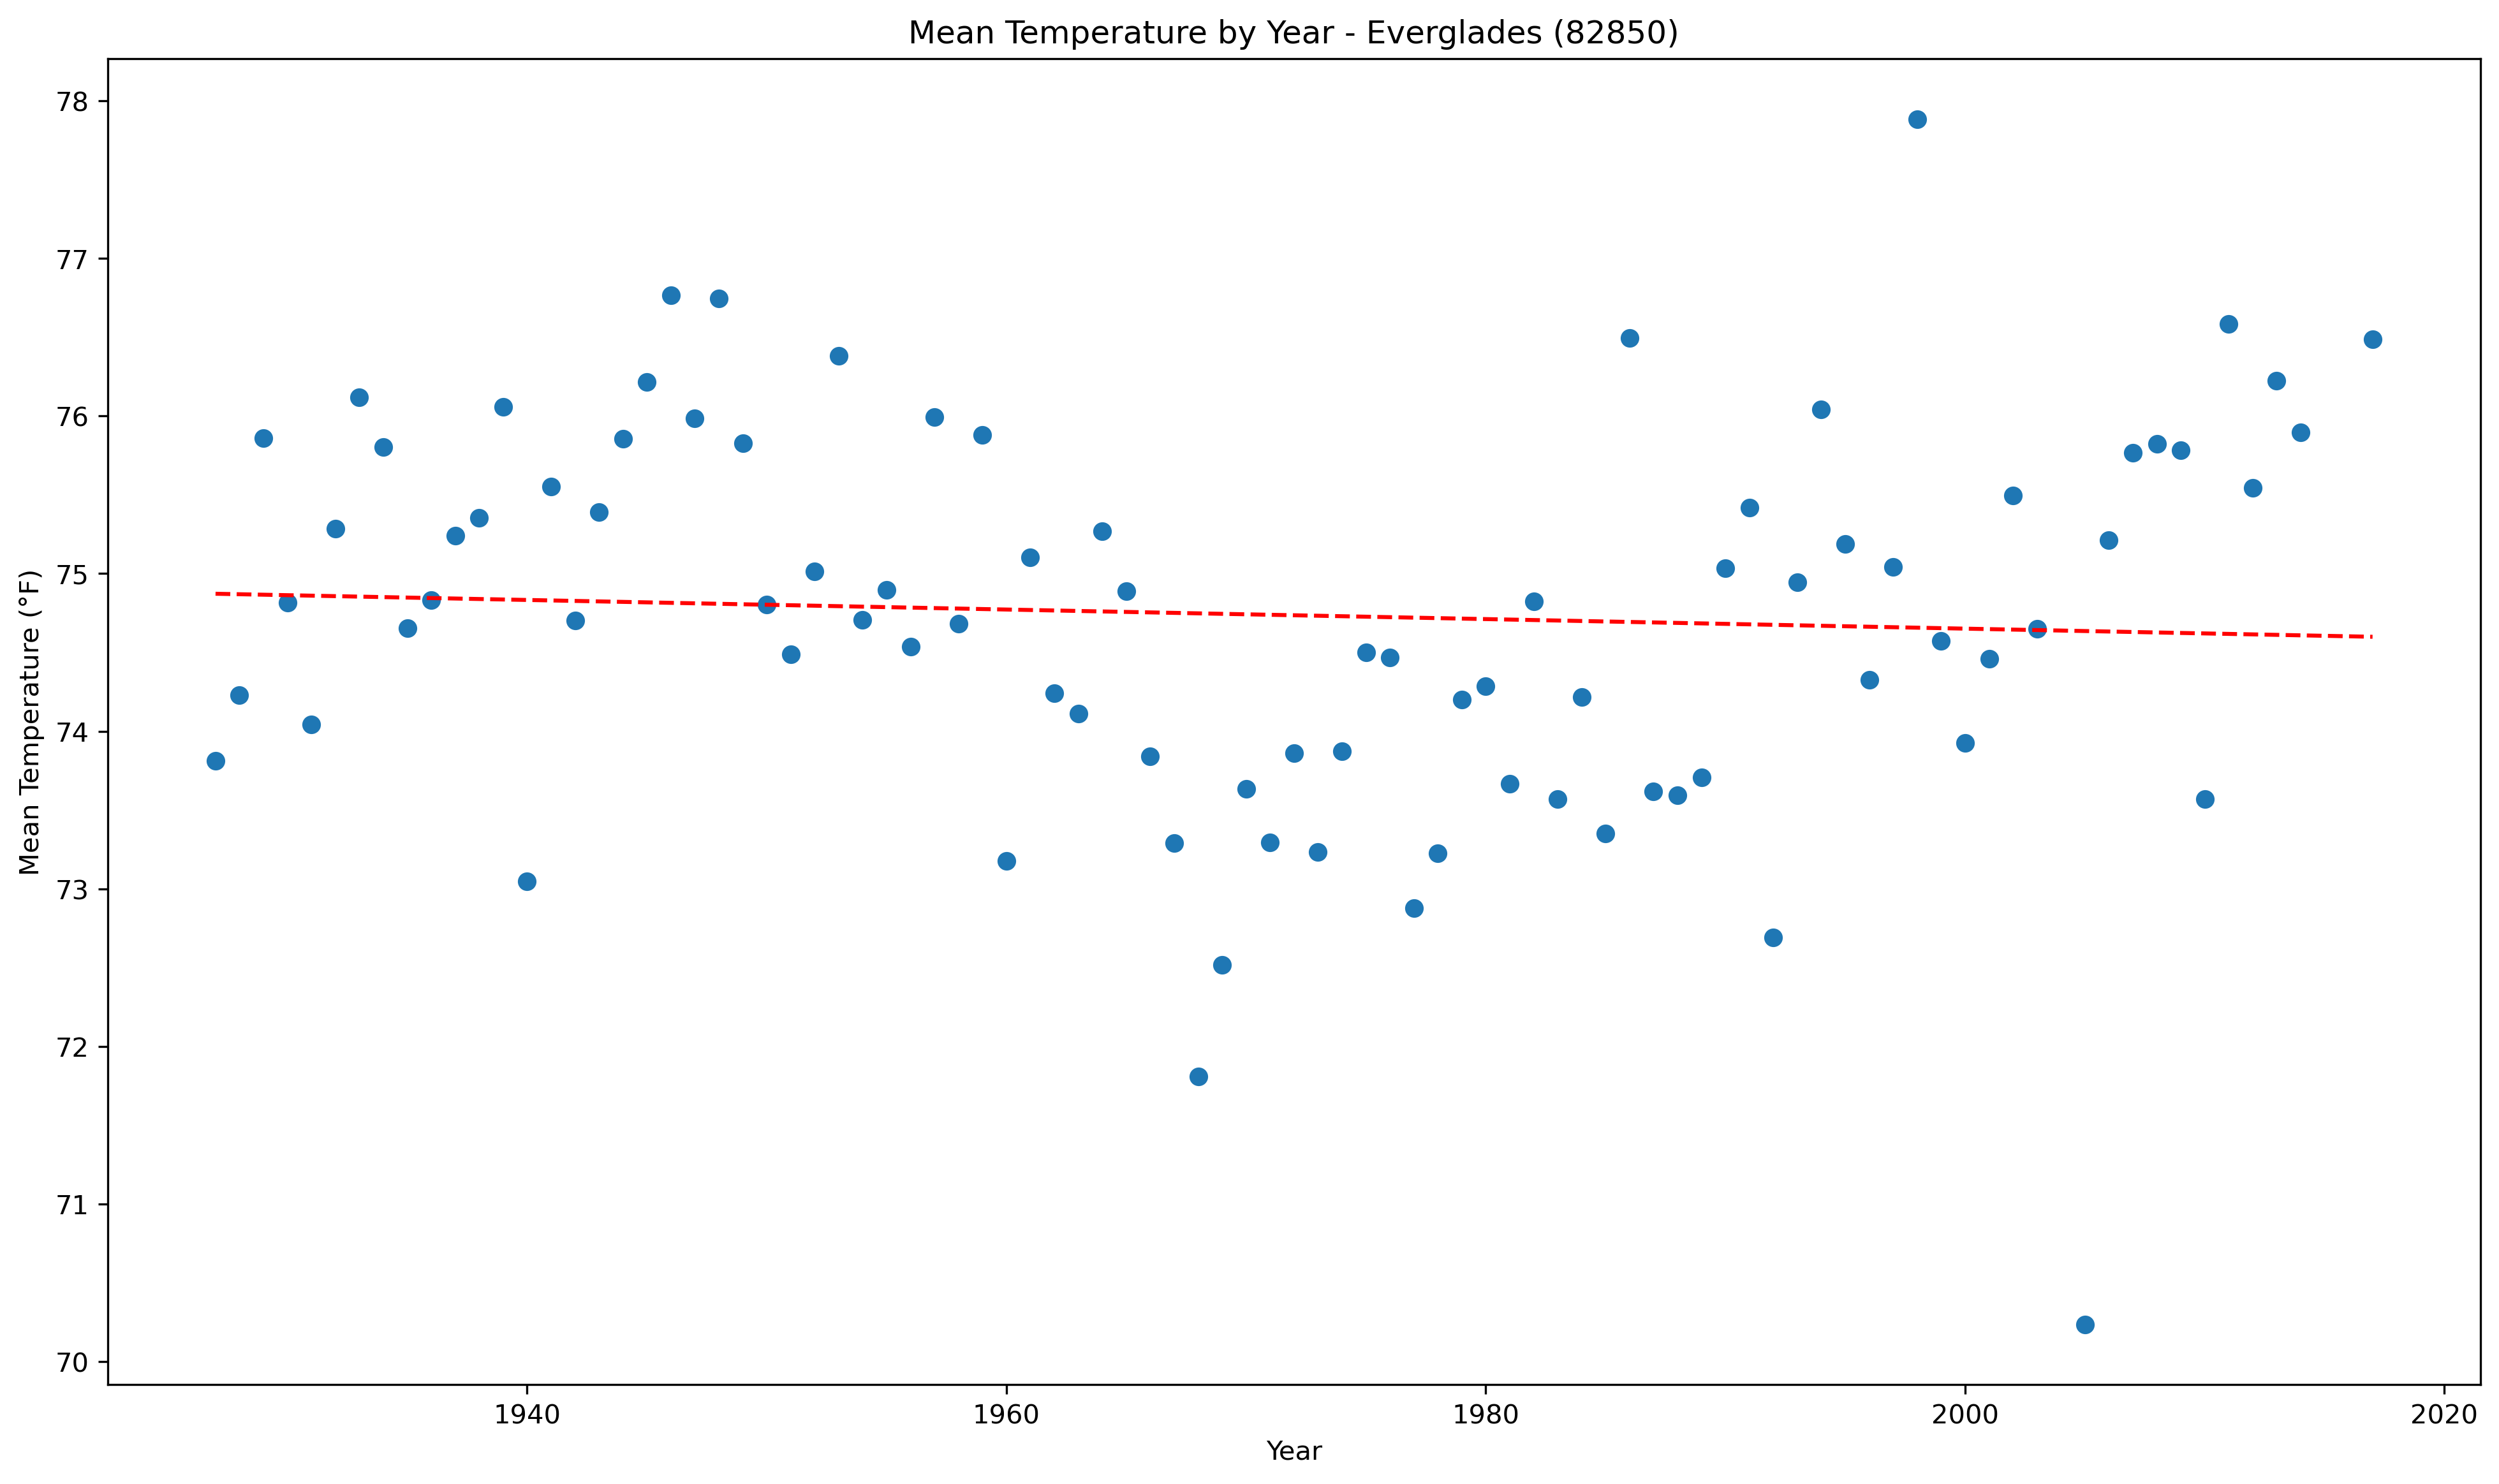 Mean Temperature by Year - Everglades (82850)
Mean Temperature (°F)
78
77
76
75
74
73
72
71
70
1940 1960 1980 2000 2020
Year